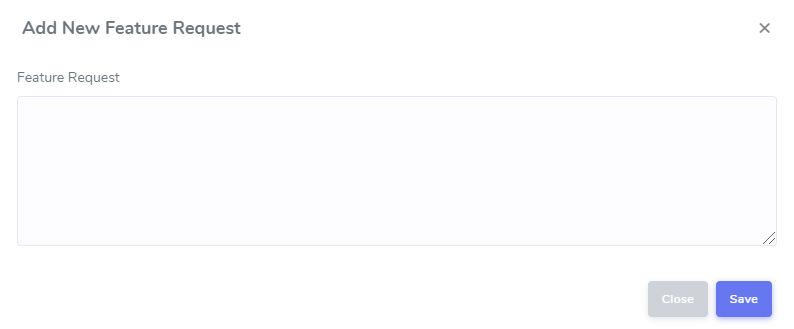 Add New Feature Request
Feature Request
Close
Save